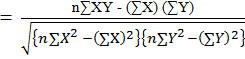 = n∑XY - (∑X) (∑Y)
√{n∑X² −(∑X)²}{n∑Y² −(∑Y)²}